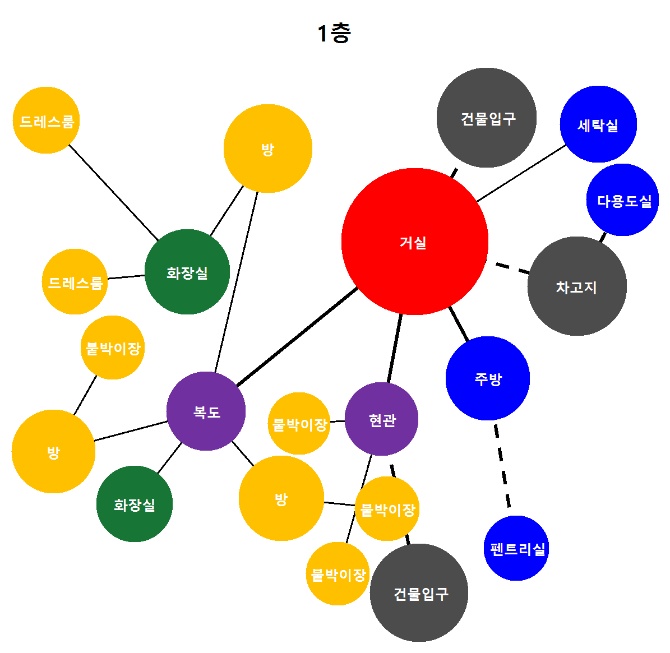 1층
건물입구
드레스룸
세탁실
방
다용도실
거실
화장실
드레스룸
차고지
붙박이장
주방
복도
현관
붙박이장
방
방
화장실
붙박이장
펜트리실
붙박이장
건물입구